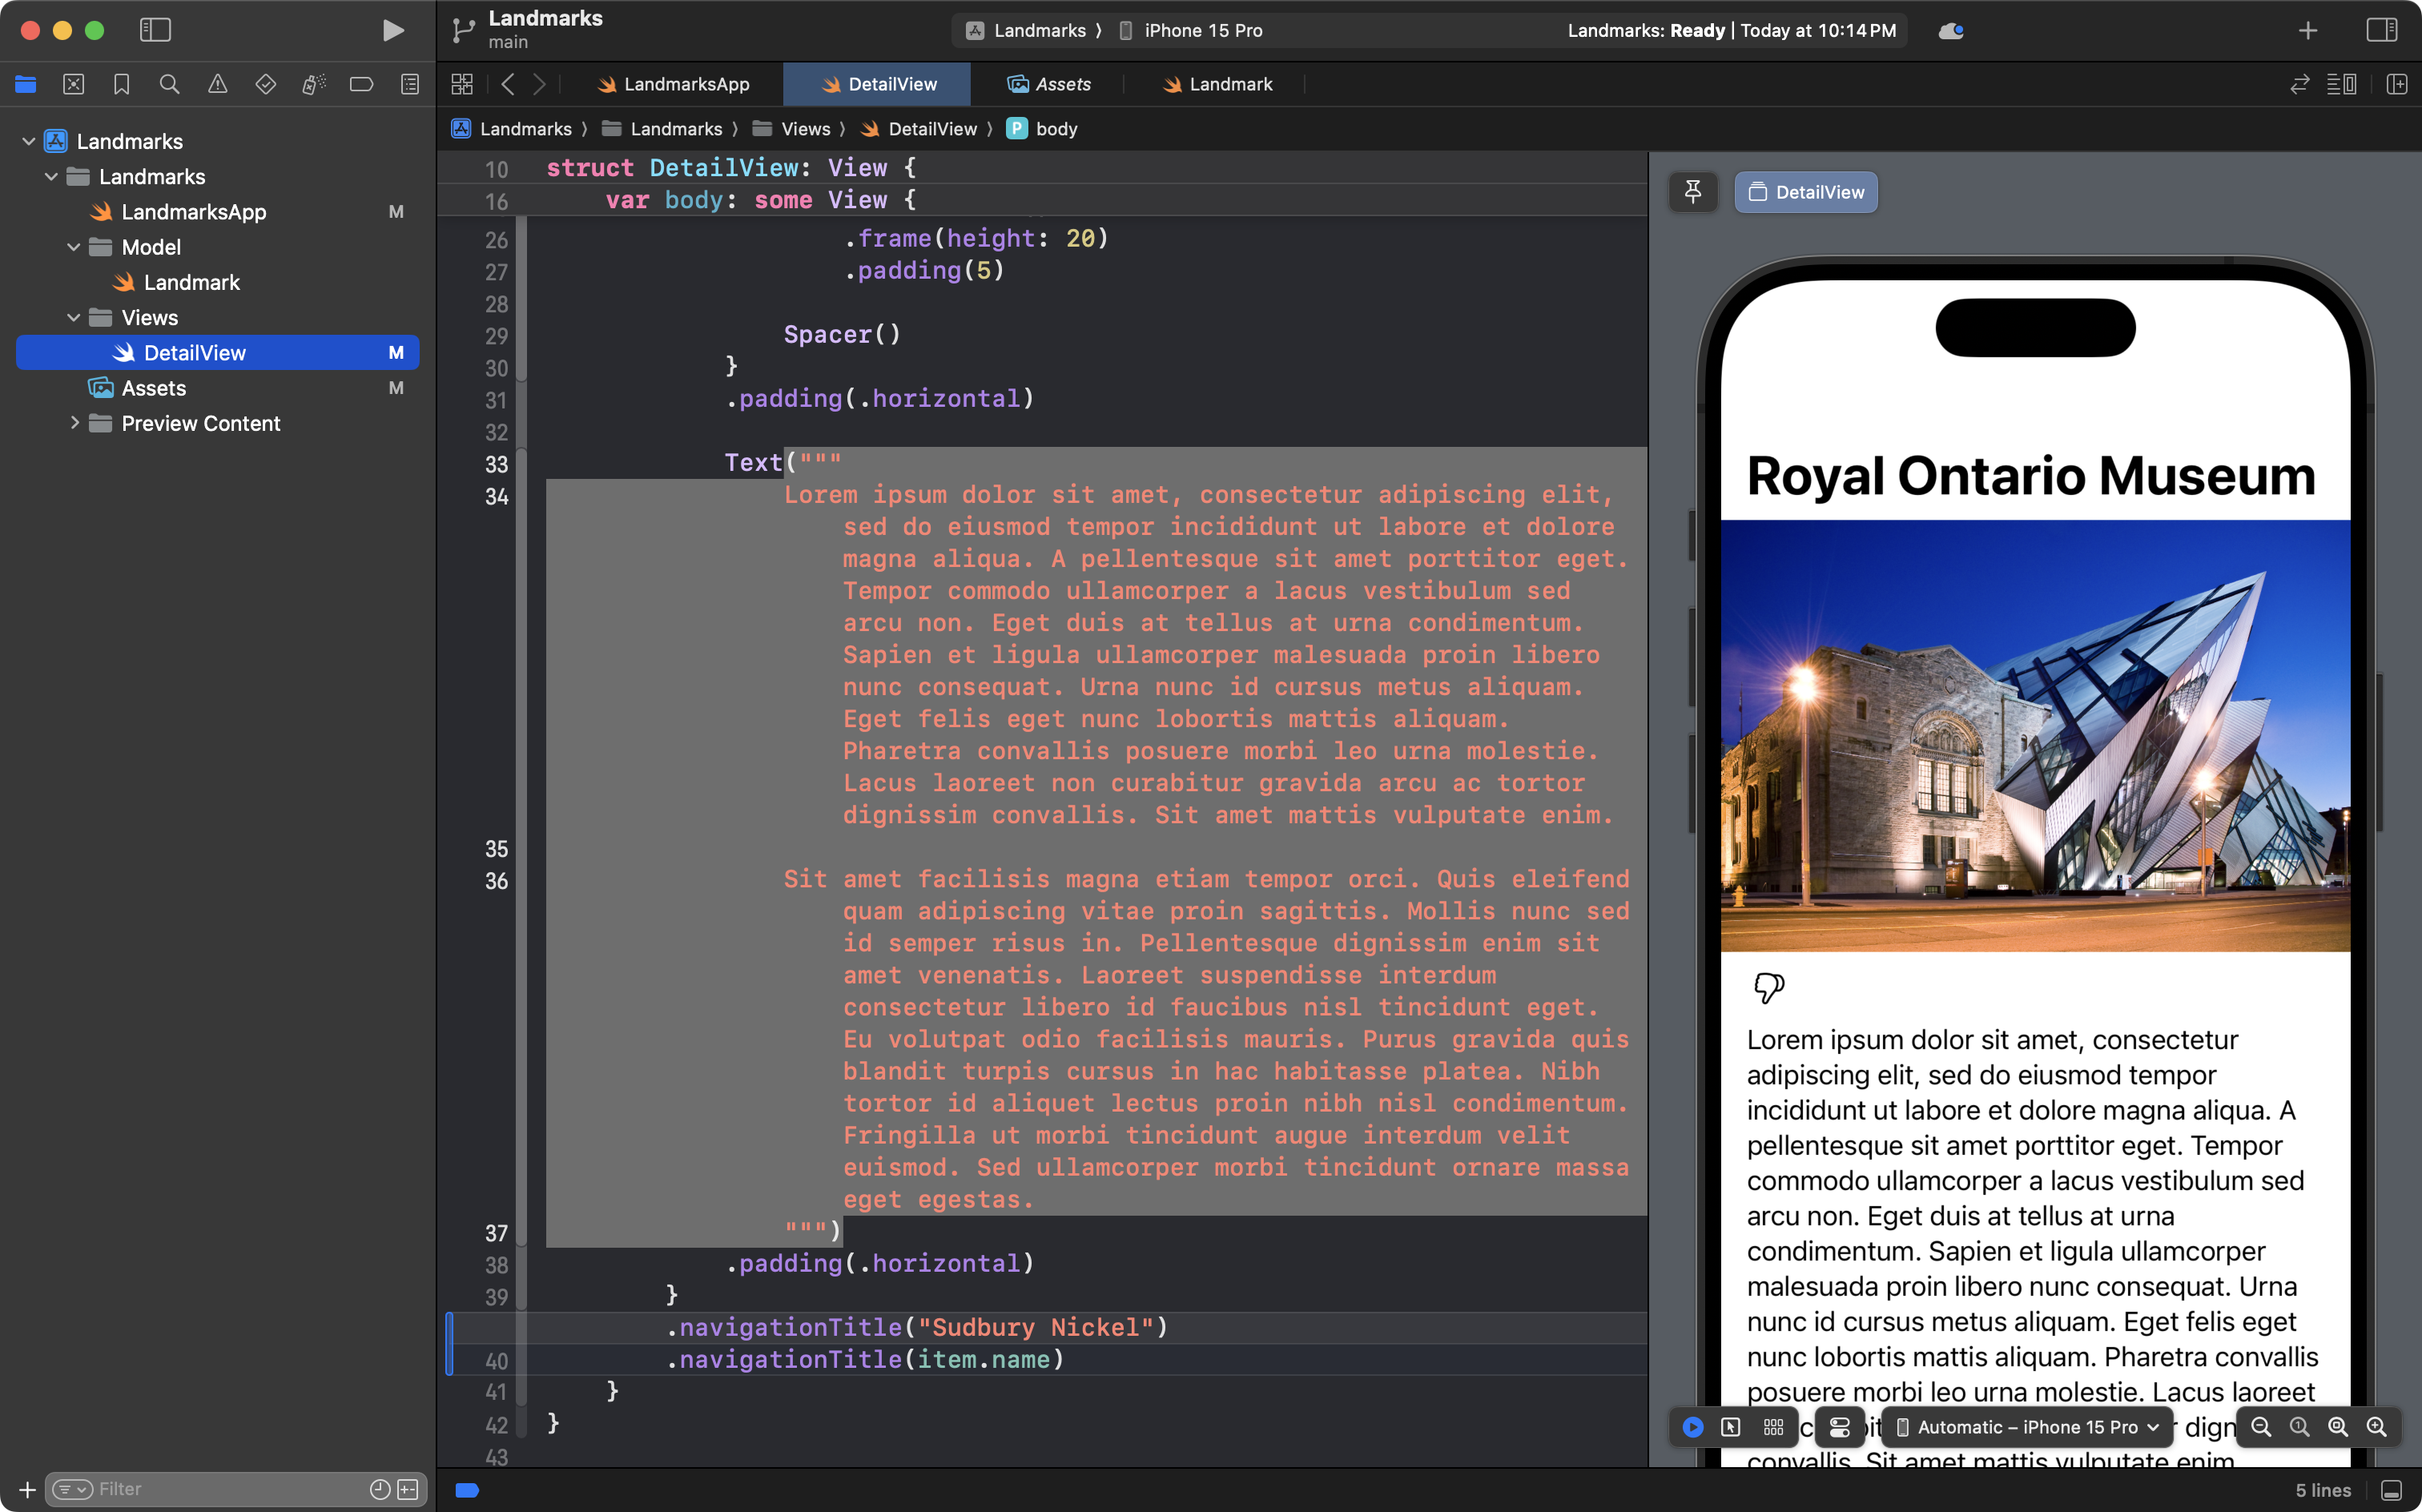 Landmarks
main
Landmarks ⟩ iPhone 15 Pro
Landmarks: Ready | Today at 10:14 PM
LandmarksApp
DetailView
Assets
Landmark
Landmarks ⟩ Landmarks ⟩ Views ⟩ DetailView ⟩ P body
Landmarks
Landmarks
LandmarksApp M
Model
Landmark
Views
DetailView M
Assets M
Preview Content
Filter
10 struct DetailView: View {
16 var body: some View {
26 .frame(height: 20)
27 .padding(5)
28
29 Spacer()
30 }
31 .padding(.horizontal)
32
33 Text("""
34 Lorem ipsum dolor sit amet, consectetur adipiscing elit,
sed do eiusmod tempor incididunt ut labore et dolore
magna aliqua. A pellentesque sit amet porttitor eget.
Tempor commodo ullamcorper a lacus vestibulum sed
arcu non. Eget duis at tellus at urna condimentum.
Sapien et ligula ullamcorper malesuada proin libero
nunc consequat. Urna nunc id cursus metus aliquam.
Eget felis eget nunc lobortis mattis aliquam.
Pharetra convallis posuere morbi leo urna molestie.
Lacus laoreet non curabitur gravida arcu ac tortor
dignissim convallis. Sit amet mattis vulputate enim.
35
36 Sit amet facilisis magna etiam tempor orci. Quis eleifend
quam adipiscing vitae proin sagittis. Mollis nunc sed
id semper risus in. Pellentesque dignissim enim sit
amet venenatis. Laoreet suspendisse interdum
consectetur libero id faucibus nisl tincidunt eget.
Eu volutpat odio facilisis mauris. Purus gravida quis
blandit turpis cursus in hac habitasse platea. Nibh
tortor id aliquet lectus proin nibh nisl condimentum.
Fringilla ut morbi tincidunt augue interdum velit
euismod. Sed ullamcorper morbi tincidunt ornare massa
eget egestas.
37 """)
38 .padding(.horizontal)
39 }
.navigationTitle("Sudbury Nickel")
40 .navigationTitle(item.name)
41 }
42 }
43
DetailView
Royal Ontario Museum
Lorem ipsum dolor sit amet, consectetur
adipiscing elit, sed do eiusmod tempor
incididunt ut labore et dolore magna aliqua. A
pellentesque sit amet porttitor eget. Tempor
commodo ullamcorper a lacus vestibulum sed
arcu non. Eget duis at tellus at urna
condimentum. Sapien et ligula ullamcorper
malesuada proin libero nunc consequat. Urna
nunc id cursus metus aliquam. Eget felis eget
nunc lobortis mattis aliquam. Pharetra convallis
posuere morbi leo urna molestie. Lacus laoreet
convallis. Sit amet mattis vulputate enim.
Automatic – iPhone 15 Pro
5 lines